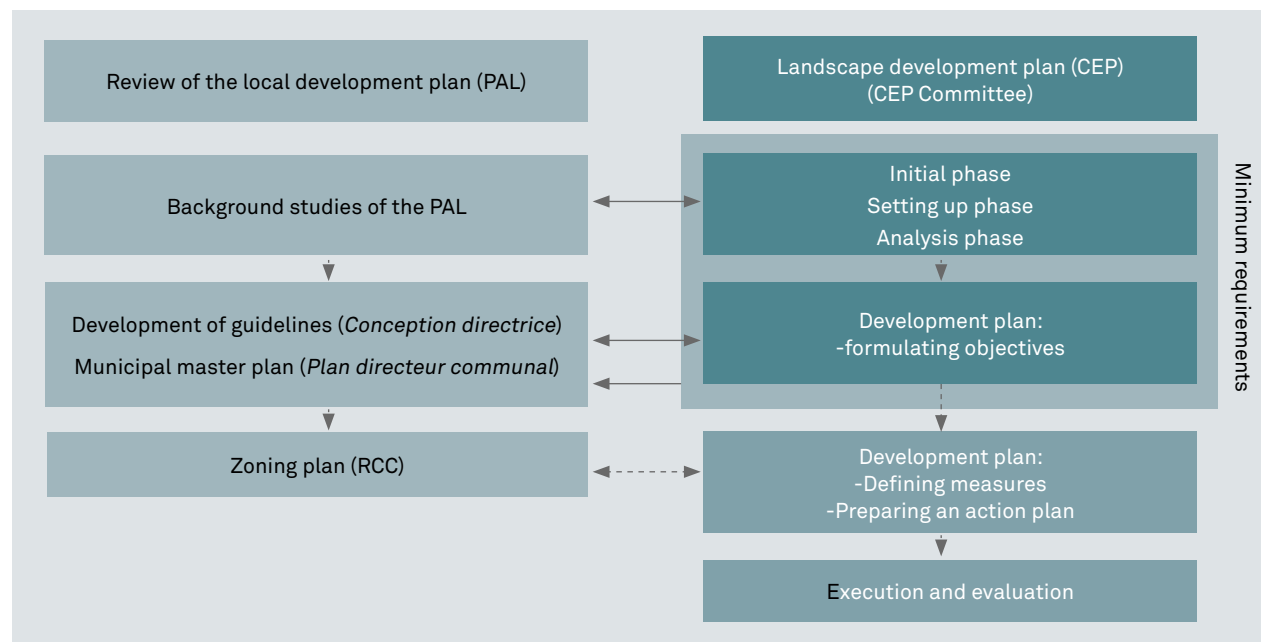 Review of the local development plan (PAL)
Landscape development plan (CEP)
(CEP Committee)
Background studies of the PAL
Initial phase
Setting up phase
Analysis phase
Minimum requirements
Development of guidelines (Conception directrice)
Municipal master plan (Plan directeur communal)
Development plan:
-formulating objectives
Zoning plan (RCC)
Development plan:
-Defining measures
-Preparing an action plan
Execution and evaluation